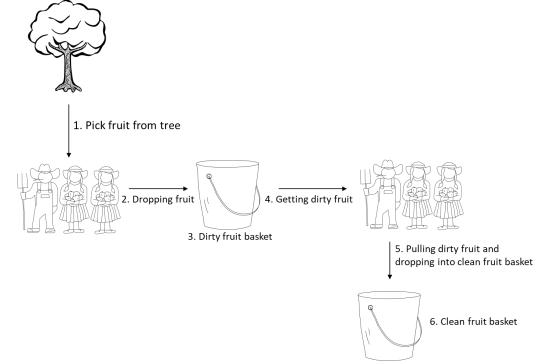 1. Pick fruit from tree
2. Dropping fruit
3. Dirty fruit basket
4. Getting dirty fruit
5. Pulling dirty fruit and
dropping into clean fruit basket
6. Clean fruit basket